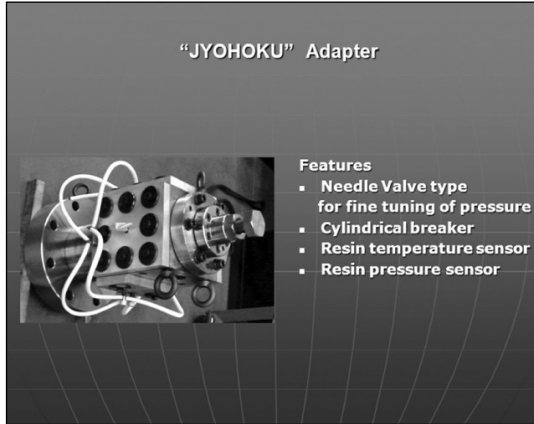 “JYOHOKU” Adapter
Features
▪ Needle Valve type
for fine tuning of pressure
▪ Cylindrical breaker
▪ Resin temperature sensor
▪ Resin pressure sensor